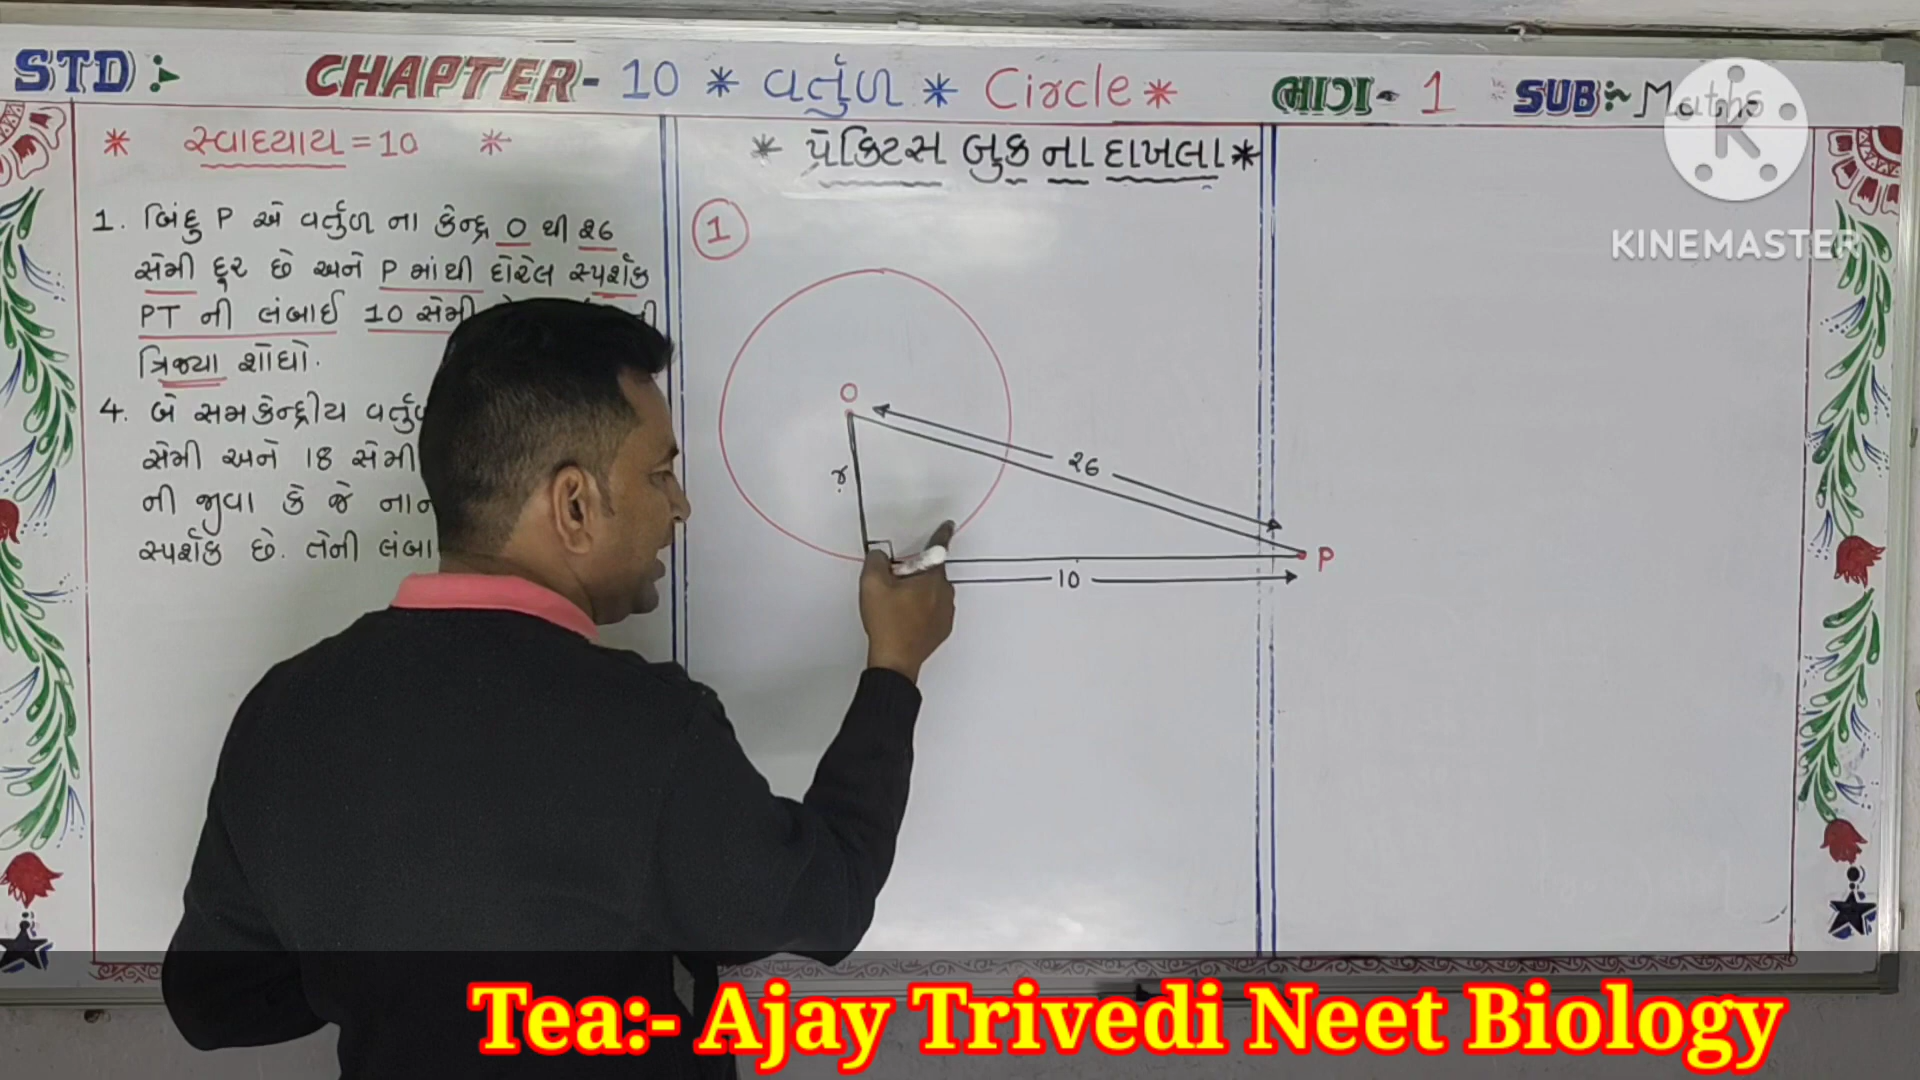 STD :- CHAPTER- 10 * વર્તુળ * Circle * ભાગ- 1 SUB :- Maths
* સ્વાધ્યાય = 10 *
1. બિંદુ P એ વર્તુળ ના કેન્દ્ર O થી 26
સેમી દૂર છે અને P માંથી દોરેલ સ્પર્શક
PT ની લંબાઈ 10 સેમી
ત્રિજ્યા શોધો.
4. બે સમકેન્દ્રીય
સેમી અને 18 સેમી
ની જીવા કે જે
સ્પર્શક છે. તેની
* પ્રેક્ટિસ બુક ના દાખલા *
1
O
r
26
10
P
K
KINEMASTER
Tea:- Ajay Trivedi Neet Biology